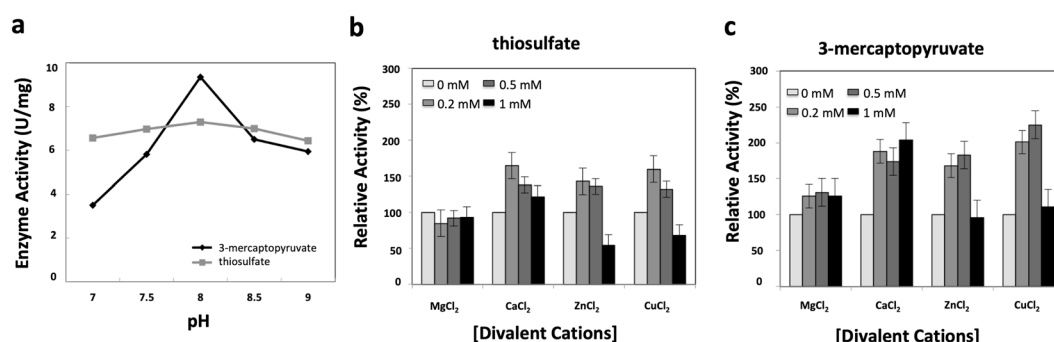 a
Enzyme Activity (U/mg)
10
8
6
4
2
0
3-mercaptopyruvate
thiosulfate
7 7.5 8 8.5 9
pH
b
thiosulfate
Relative Activity (%)
300
250
200
150
100
50
0
0 mM 0.5 mM
0.2 mM 1 mM
MgCl2 CaCl2 ZnCl2 CuCl2
[Divalent Cations]
c
3-mercaptopyruvate
Relative Activity (%)
300
250
200
150
100
50
0
0 mM 0.5 mM
0.2 mM 1 mM
MgCl2 CaCl2 ZnCl2 CuCl2
[Divalent Cations]